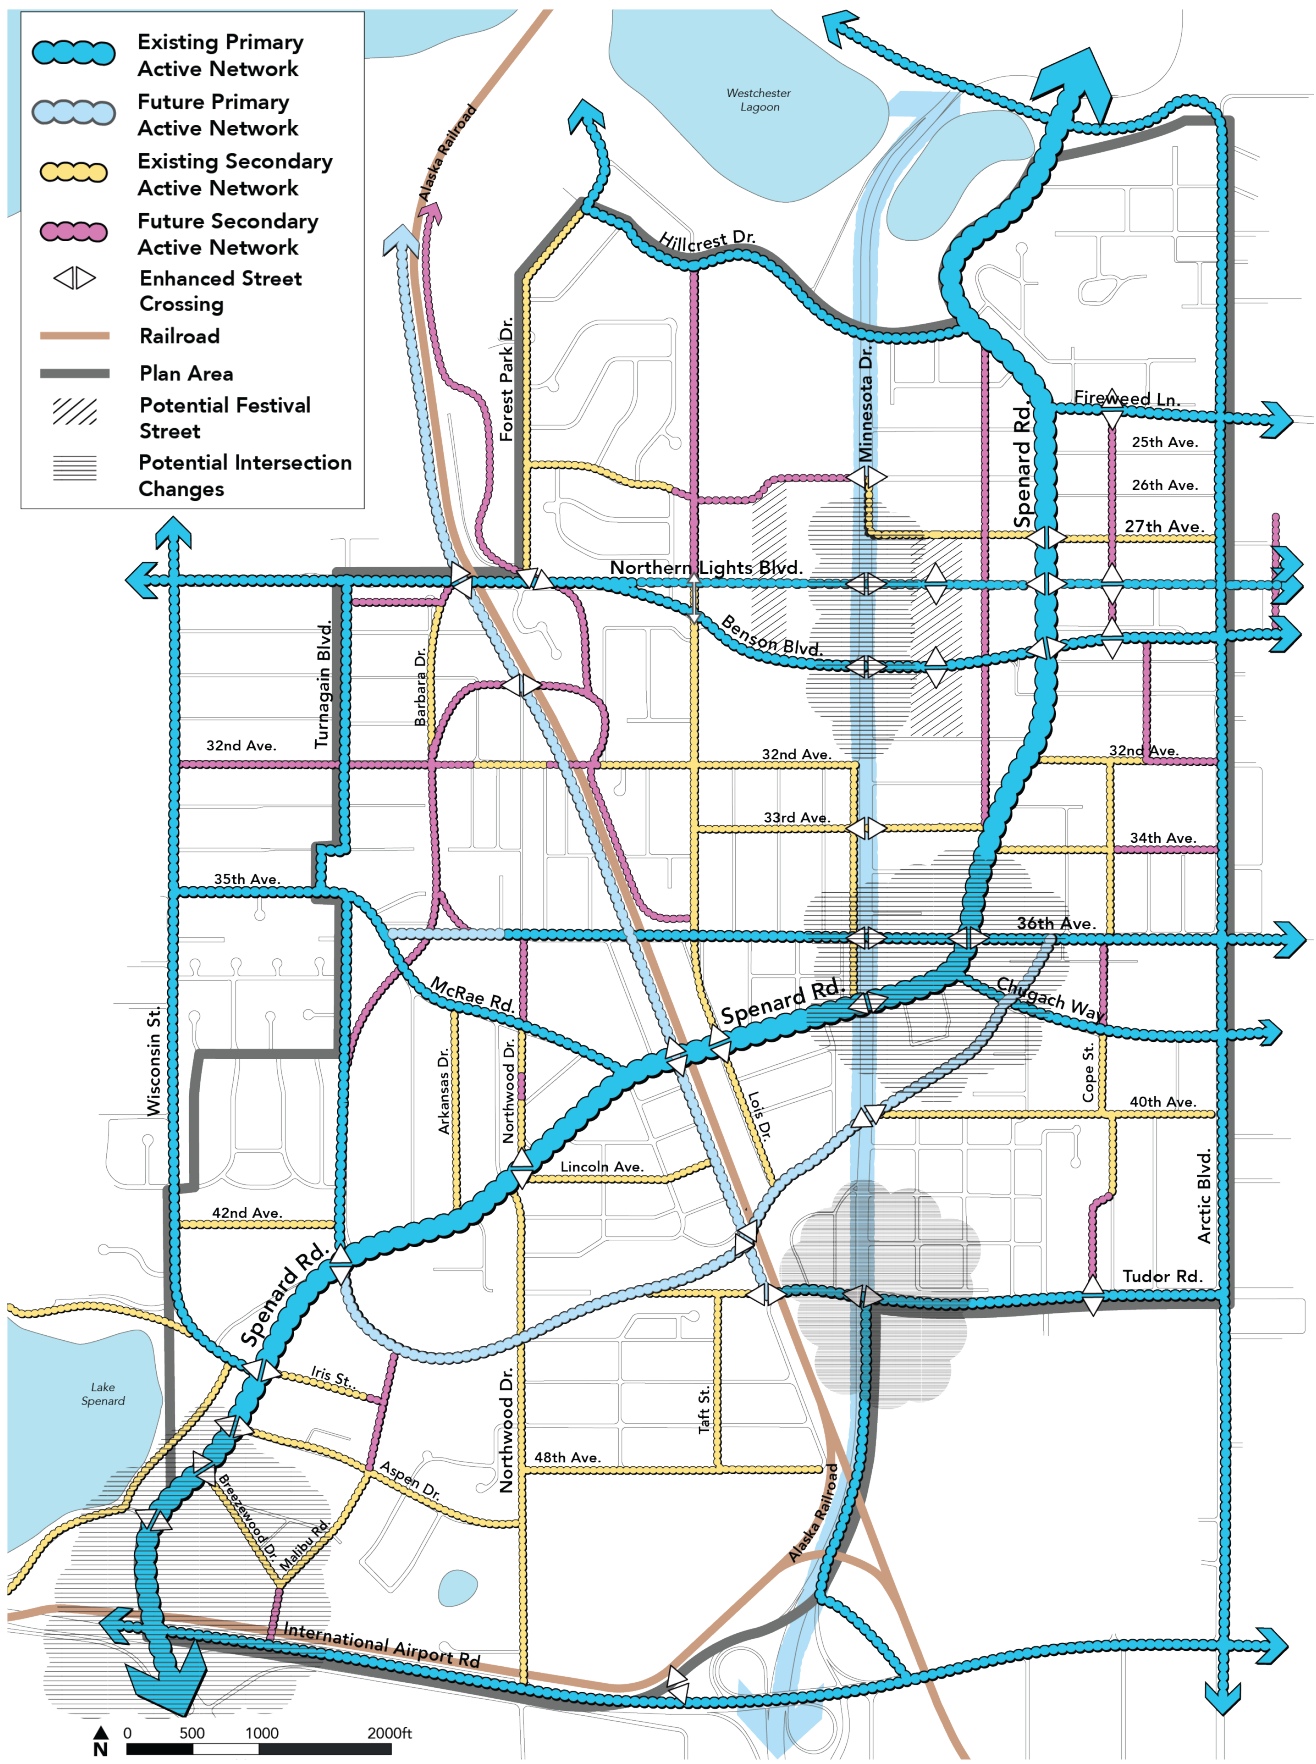 Existing Primary
Active Network
Future Primary
Active Network
Existing Secondary
Active Network
Future Secondary
Active Network
Enhanced Street
Crossing
Railroad
Plan Area
Potential Festival
Street
Potential Intersection
Changes
Westchester
Lagoon
Alaska Railroad
Hillcrest Dr.
Forest Park Dr.
Minnesota Dr.
Spenard Rd.
Fireweed Ln.
25th Ave.
26th Ave.
27th Ave.
Northern Lights Blvd.
Benson Blvd.
Turnagain Blvd.
Barbara Dr.
32nd Ave.
32nd Ave.
32nd Ave.
33rd Ave.
34th Ave.
35th Ave.
36th Ave.
McRae Rd.
Spenard Rd.
Chugach Way
Wisconsin St.
Arkansas Dr.
Northwood Dr.
Lois Dr.
Cope St.
40th Ave.
Lincoln Ave.
Arctic Blvd.
42nd Ave.
Spenard Rd.
Tudor Rd.
Lake
Spenard
Iris St.
Northwood Dr.
Taft St.
48th Ave.
Aspen Dr.
Breezewood Dr.
Malibu Rd.
Alaska Railroad
International Airport Rd
N
0 500 1000 2000ft